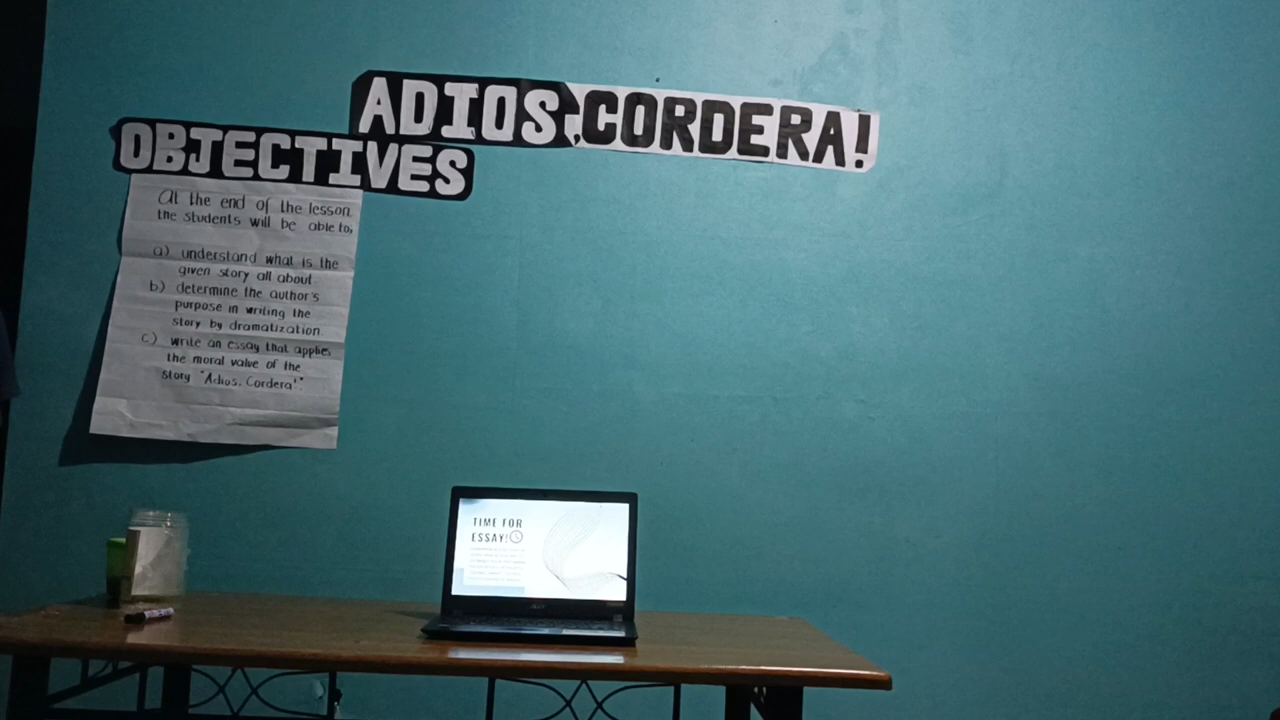 ADIOS, CORDERA!
OBJECTIVES
At the end of the lesson
the students will be able to;
a) understand what is the
given story all about
b) determine the author's
purpose in writing the
story by dramatization.
c) write an essay that applies
the moral value of the
story "Adios, Cordera!"
TIME FOR
ESSAY!
acer